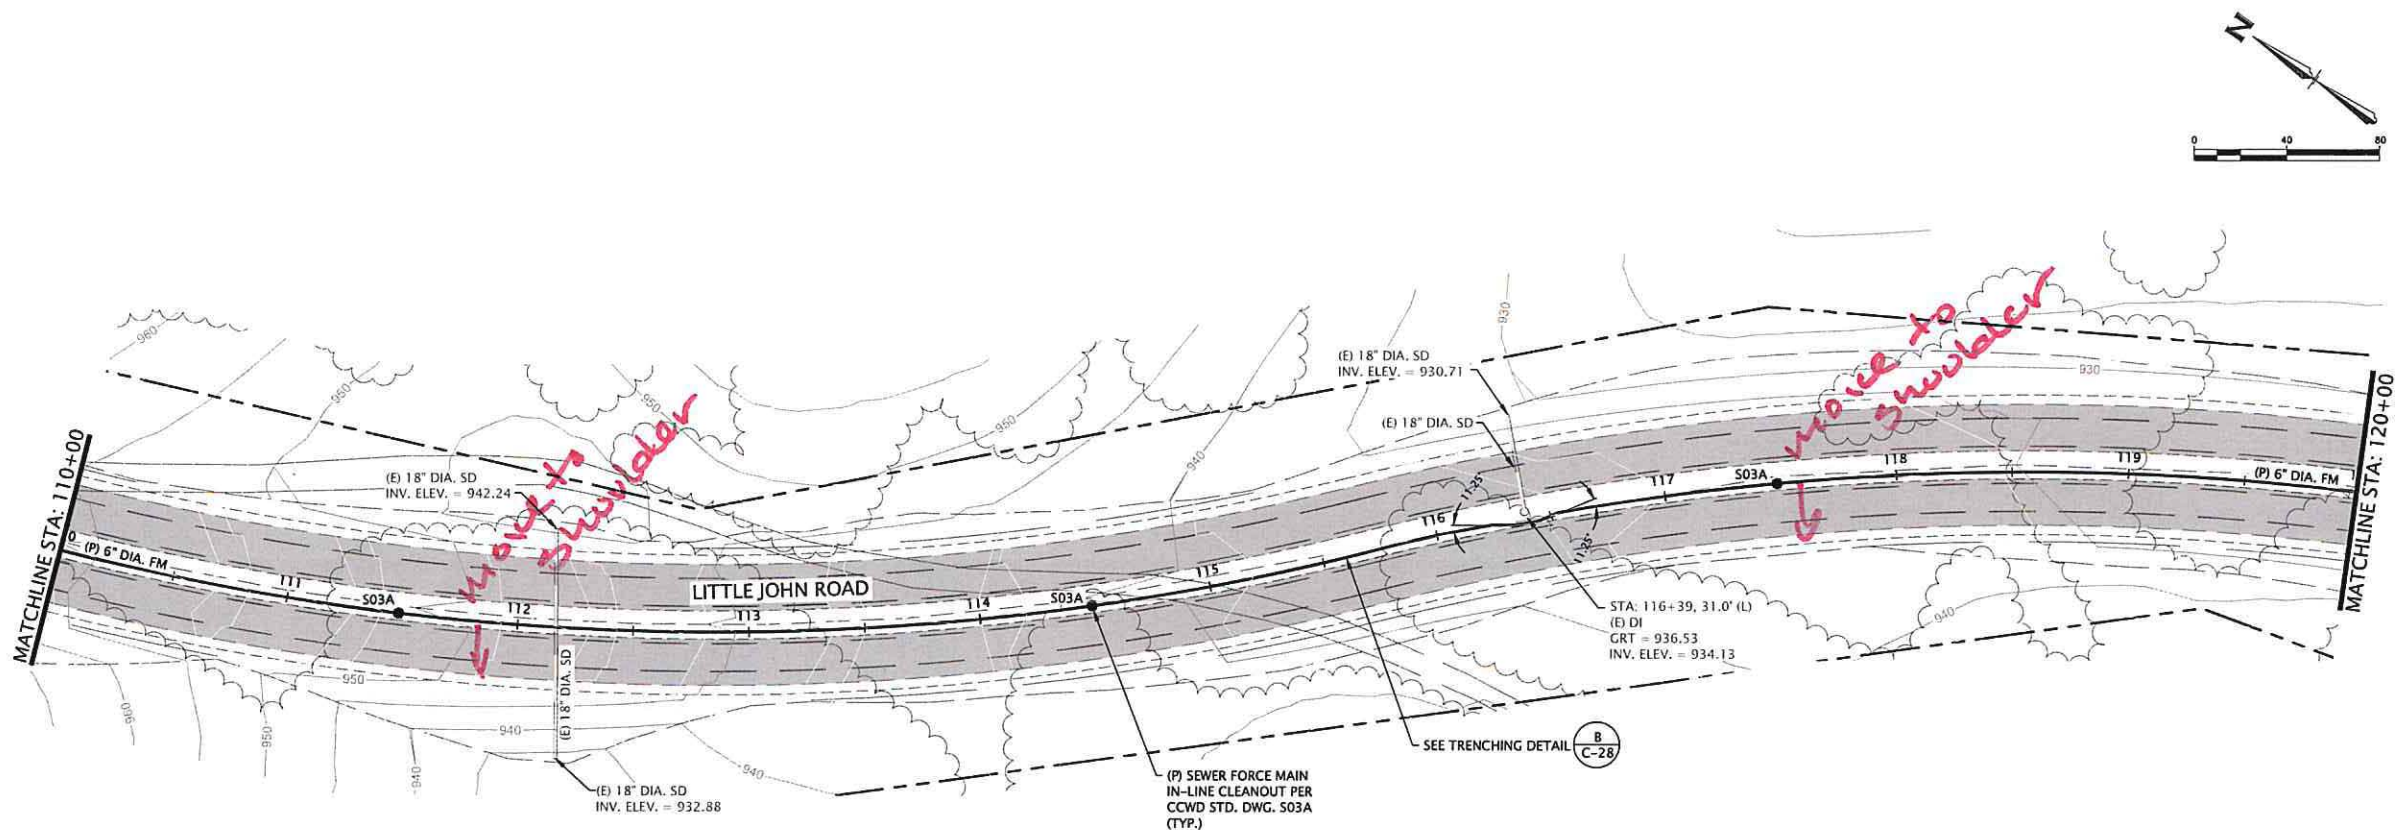 N
0 40 80
960
950
950
950
940
930
930
(E) 18" DIA. SD
INV. ELEV. = 930.71
(E) 18" DIA. SD
move to
shoulder
move to
shoulder
(E) 18" DIA. SD
INV. ELEV. = 942.24
MATCHLINE STA: 110+00
MATCHLINE STA: 120+00
0
(P) 6" DIA. FM
111
S03A
112
LITTLE JOHN ROAD
113
114
S03A
115
116
11.25°
11.25°
117
S03A
118
119
(P) 6" DIA. FM
STA: 116+39, 31.0' (L)
(E) DI
GRT = 936.53
INV. ELEV. = 934.13
(E) 18" DIA. SD
960
950
950
940
940
940
940
(E) 18" DIA. SD
INV. ELEV. = 932.88
(P) SEWER FORCE MAIN
IN-LINE CLEANOUT PER
CCWD STD. DWG. S03A
(TYP.)
SEE TRENCHING DETAIL
B
C-28